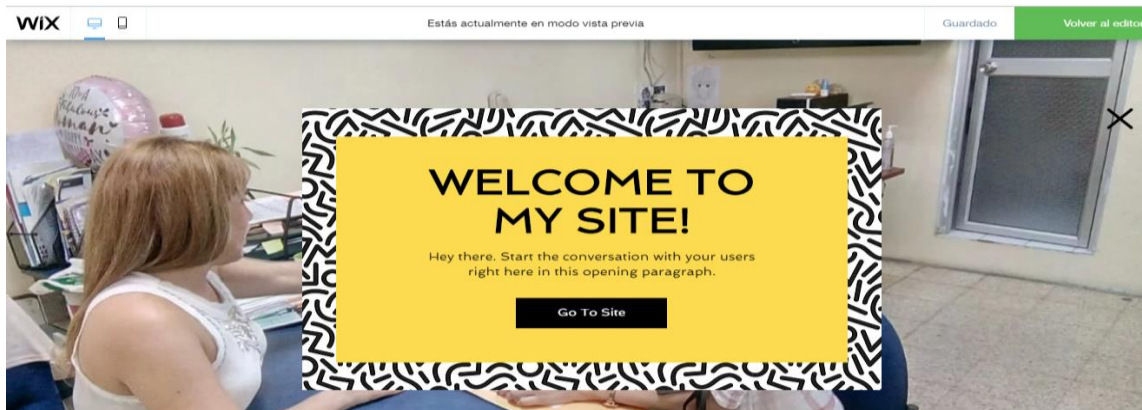 WiX
Estás actualmente en modo vista previa
Guardado
Volver al editor
WELCOME TO
MY SITE!
Hey there. Start the conversation with your users
right here in this opening paragraph.
Go To Site